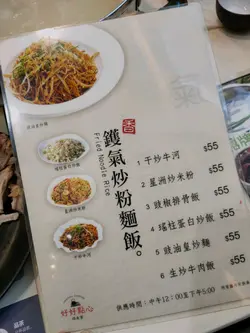 香
鑊氣炒粉麵飯。
Fried Noodle Rice
氣
1 干炒牛河 $55
2 星洲炒米粉 $55
3 豉椒排骨飯 $55
4 瑤柱蛋白炒飯 $55
5 豉油皇炒麵 $55
6 生炒牛肉飯 $55
好好點心
供應時間：中午12:00至下午5:00